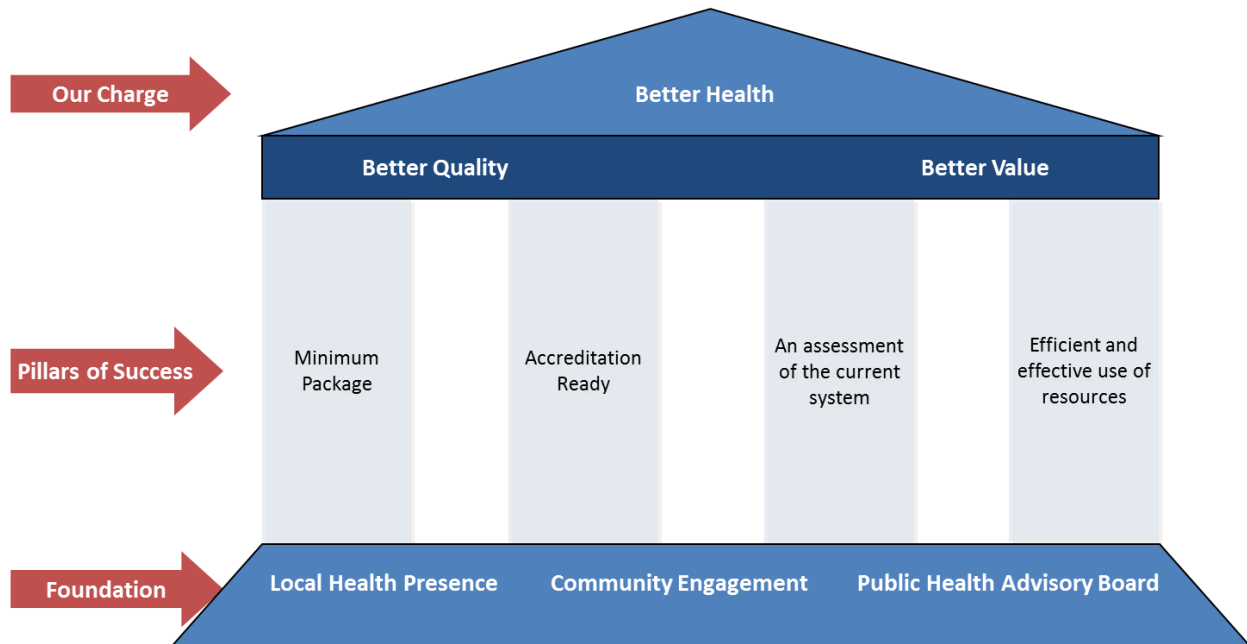 Our Charge
Better Health
Better Quality
Better Value
Pillars of Success
Minimum
Package
Accreditation
Ready
An assessment
of the current
system
Efficient and
effective use of
resources
Foundation
Local Health Presence
Community Engagement
Public Health Advisory Board